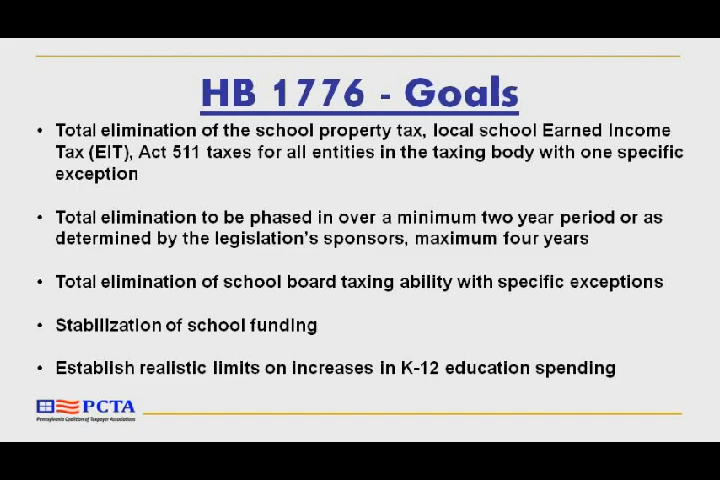 HB 1776 - Goals
• Total elimination of the school property tax, local school Earned Income
Tax (EIT), Act 511 taxes for all entities in the taxing body with one specific
exception
• Total elimination to be phased in over a minimum two year period or as
determined by the legislation's sponsors, maximum four years
• Total elimination of school board taxing ability with specific exceptions
• Stabilization of school funding
• Establish realistic limits on increases in K-12 education spending
PCTA
Pennsylvania Coalition of Taxpayer Associations